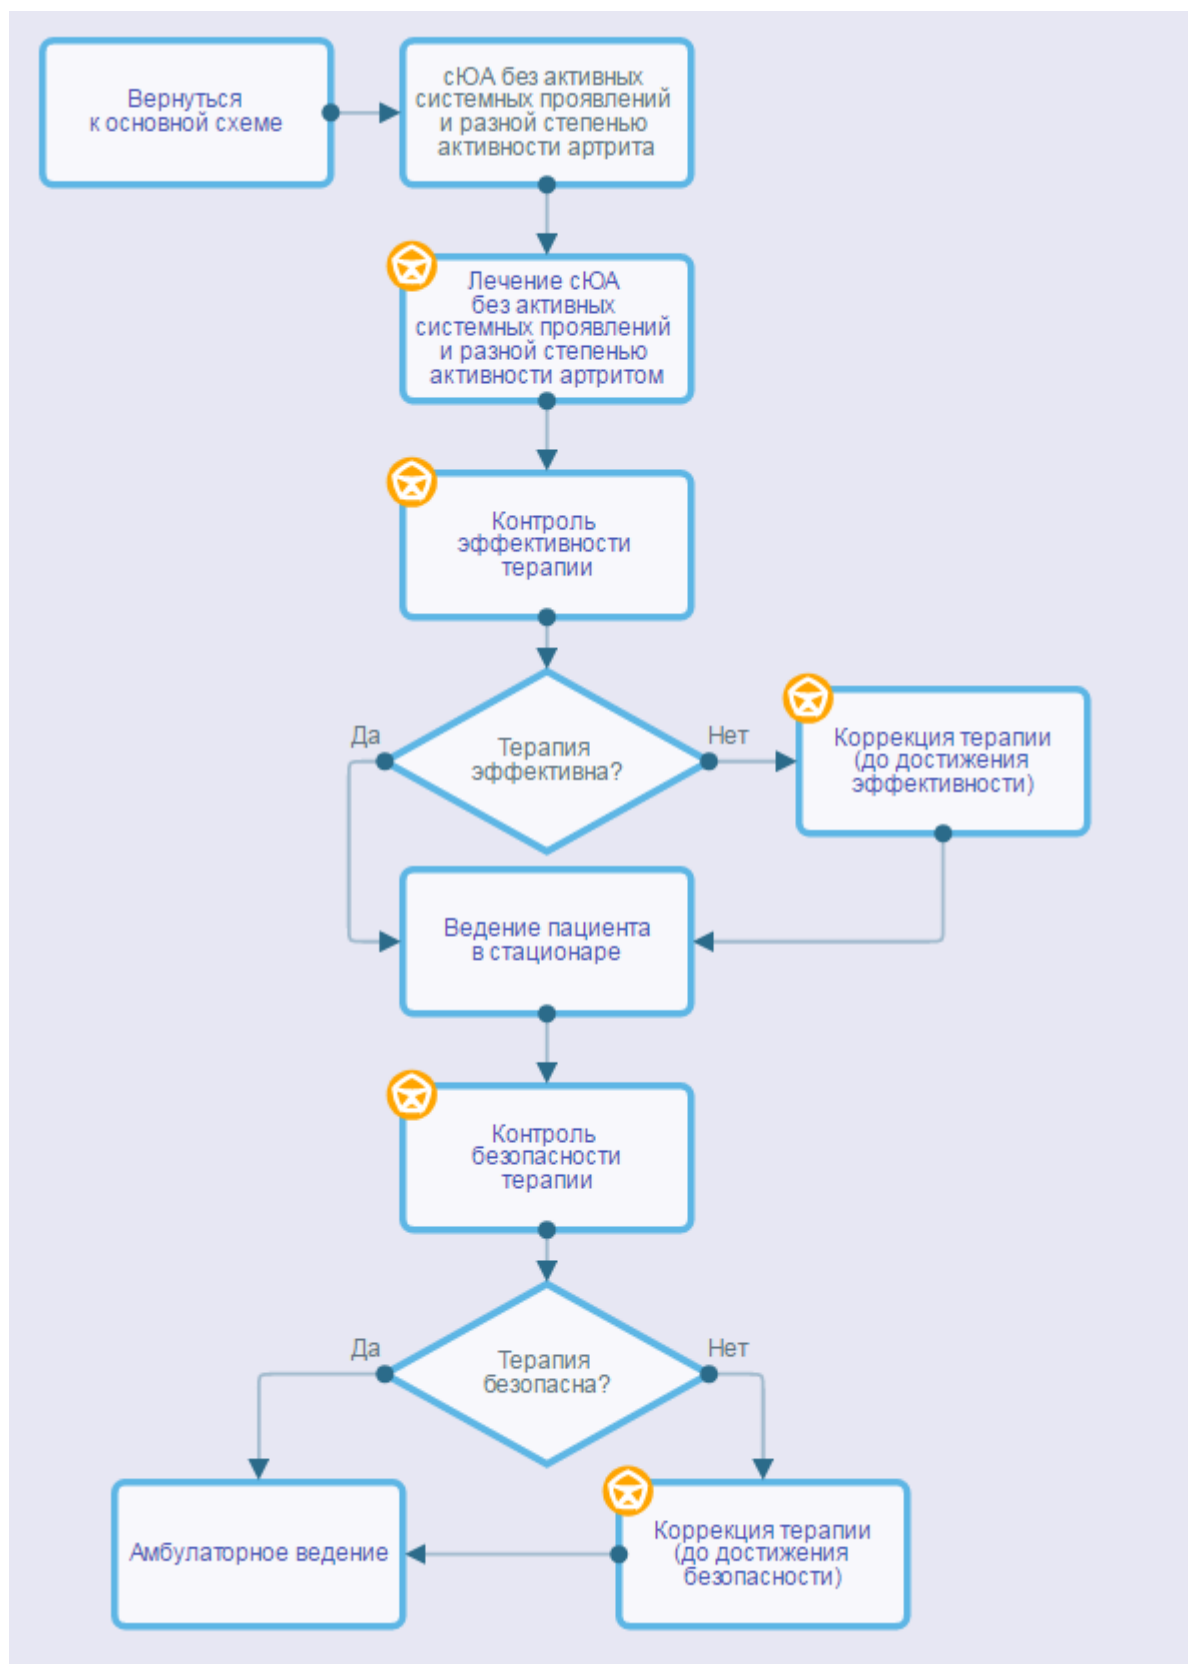 Вернуться
к основной схеме
сЮА без активных
системных проявлений
и разной степенью
активности артрита
Лечение сЮА
без активных
системных проявлений
и разной степенью
активности артритом
Контроль
эффективности
терапии
Да
Терапия
эффективна?
Нет
Коррекция терапии
(до достижения
эффективности)
Ведение пациента
в стационаре
Контроль
безопасности
терапии
Да
Терапия
безопасна?
Нет
Амбулаторное ведение
Коррекция терапии
(до достижения
безопасности)